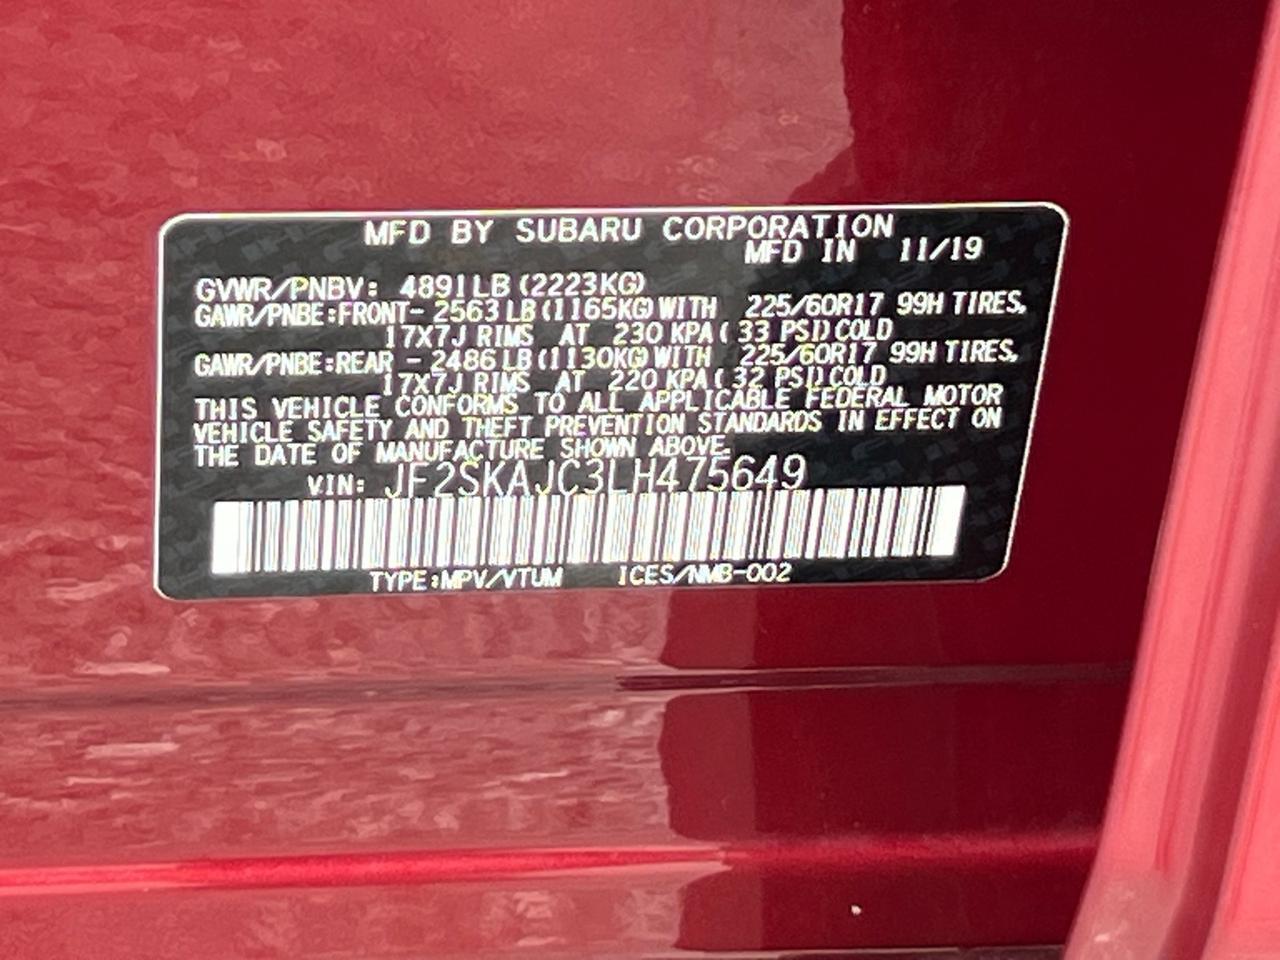 MFD BY SUBARU CORPORATION
MFD IN 11/19
GVWR/PNBV: 4891LB (2223KG)
GAWR/PNBE:FRONT- 2563 LB (1165KG) WITH 225/60R17 99H TIRES,
17X7J RIMS AT 230 KPA ( 33 PSI) COLD
GAWR/PNBE:REAR - 2486 LB (1130KG) WITH 225/60R17 99H TIRES,
17X7J RIMS AT 220 KPA ( 32 PSI) COLD
THIS VEHICLE CONFORMS TO ALL APPLICABLE FEDERAL MOTOR
VEHICLE SAFETY AND THEFT PREVENTION STANDARDS IN EFFECT ON
THE DATE OF MANUFACTURE SHOWN ABOVE.
V.IN: JF2SKAJC3LH475649
TYPE:MPV/VTUM ICES/NMB-002